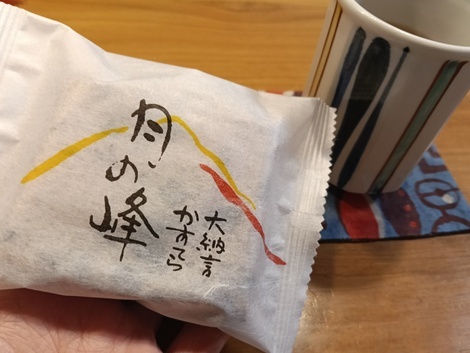 月の峰
大納言
かすてら